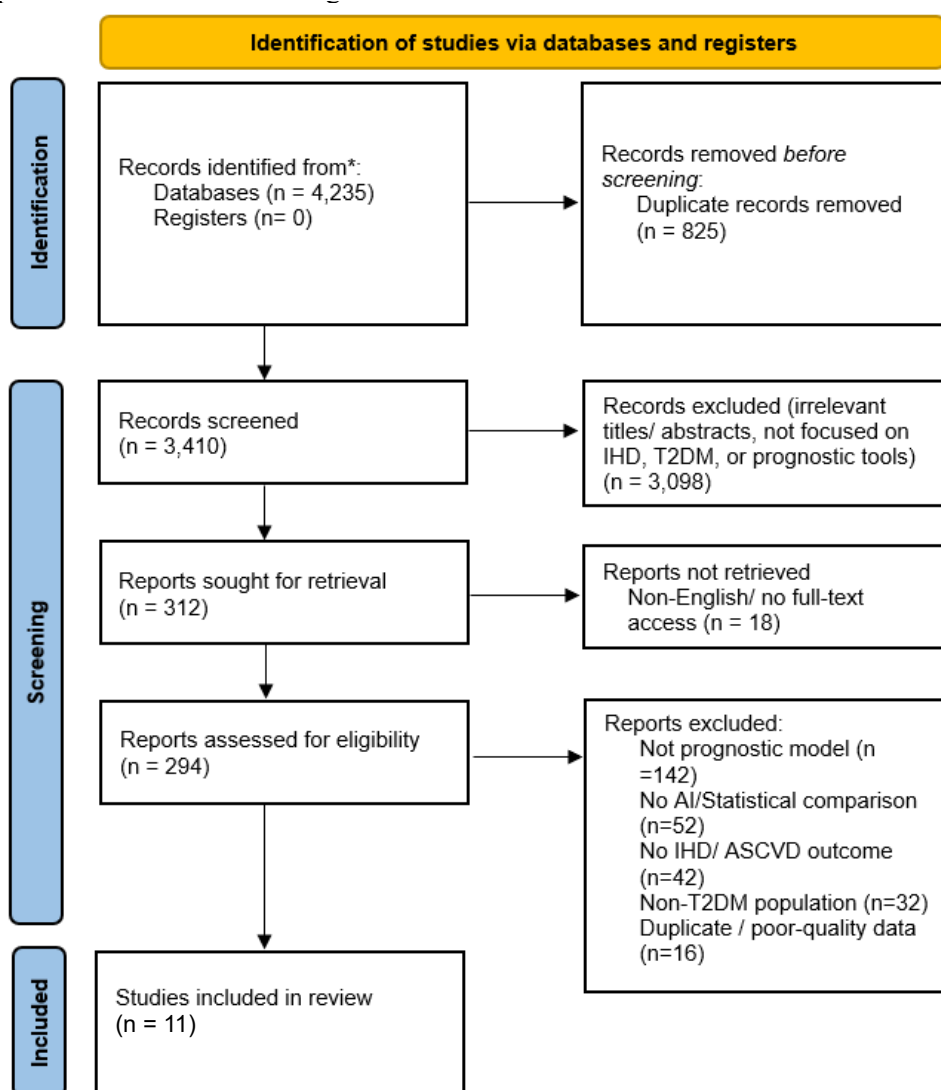 Identification of studies via databases and registers
Identification
Records identified from*:
Databases (n = 4,235)
Registers (n= 0)
Records removed before
screening:
Duplicate records removed
(n = 825)
Screening
Records screened
(n = 3,410)
Records excluded (irrelevant
titles/ abstracts, not focused on
IHD, T2DM, or prognostic tools)
(n = 3,098)
Reports sought for retrieval
(n = 312)
Reports not retrieved
Non-English/ no full-text
access (n = 18)
Reports assessed for eligibility
(n = 294)
Reports excluded:
Not prognostic model (n
=142)
No AI/Statistical comparison
(n=52)
No IHD/ ASCVD outcome
(n=42)
Non-T2DM population (n=32)
Duplicate / poor-quality data
(n=16)
Included
Studies included in review
(n = 11)